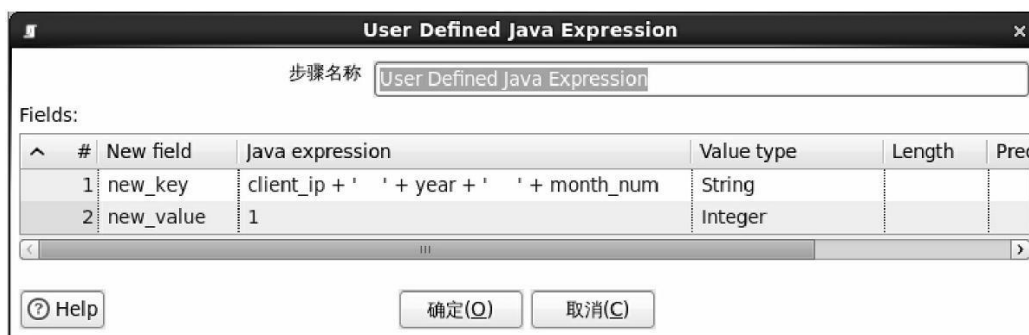 User Defined Java Expression
步骤名称 User Defined Java Expression
Fields:
# New field Java expression Value type Length Prec
1 new_key client_ip + '    ' + year + '    ' + month_num String
2 new_value 1 Integer
Help 确定(O) 取消(C)